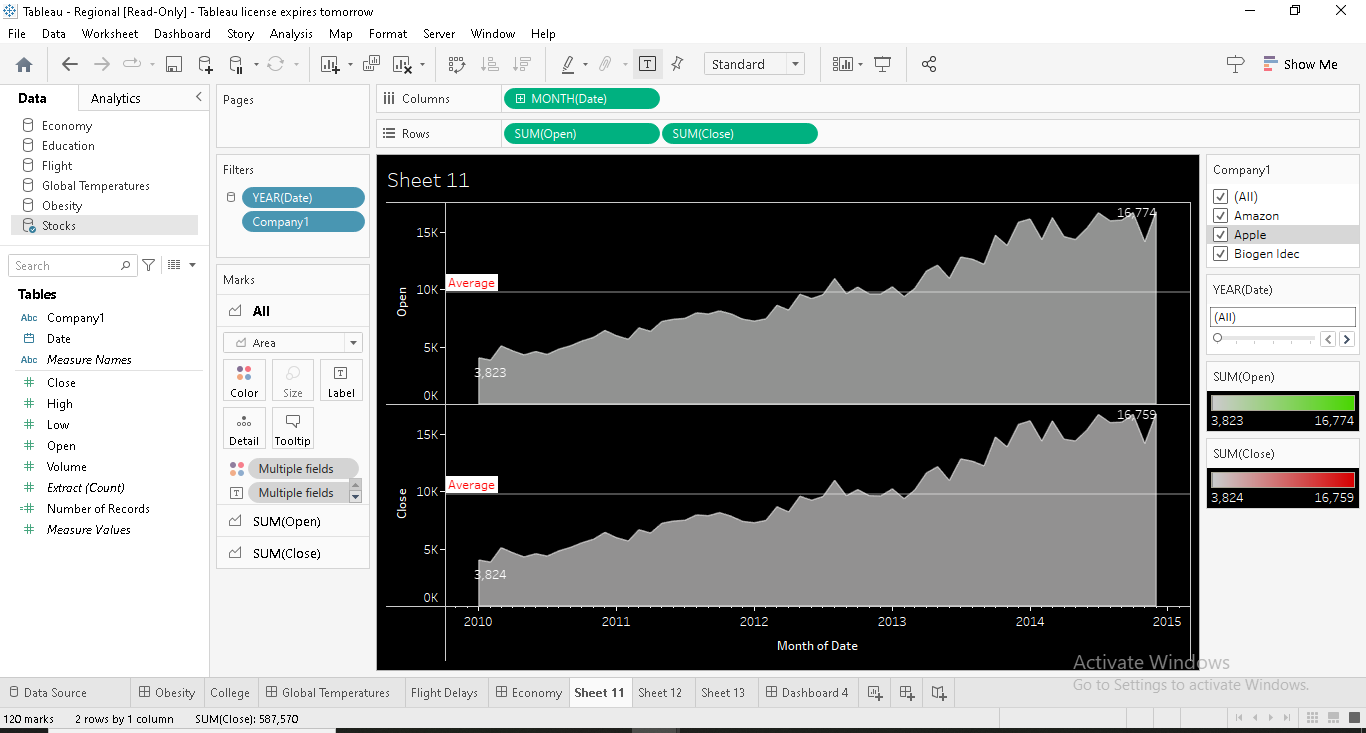 Tableau - Regional [Read-Only] - Tableau license expires tomorrow
File Data Worksheet Dashboard Story Analysis Map Format Server Window Help
Standard
Show Me
Data Analytics
Economy
Education
Flight
Global Temperatures
Obesity
Stocks
Search
Tables
Abc Company1
Date
Abc Measure Names
Close
High
Low
Open
Volume
Extract (Count)
Number of Records
Measure Values
Pages
Filters
YEAR(Date)
Company1
Marks
All
Area
Color Size Label
Detail Tooltip
Multiple fields
Multiple fields
SUM(Open)
SUM(Close)
Columns MONTH(Date)
Rows SUM(Open) SUM(Close)
Sheet 11
16,774
15K
Average
10K
Open
5K
3,823
0K
16,759
15K
Average
10K
Close
5K
3,824
0K
2010 2011 2012 2013 2014 2015
Month of Date
Company1
(All)
Amazon
Apple
Biogen Idec
YEAR(Date)
(All)
SUM(Open)
3,823 16,774
SUM(Close)
3,824 16,759
Activate Windows
Go to Settings to activate Windows.
Data Source Obesity College Global Temperatures Flight Delays Economy Sheet 11 Sheet 12 Sheet 13 Dashboard 4
120 marks 2 rows by 1 column SUM(Close): 587,570